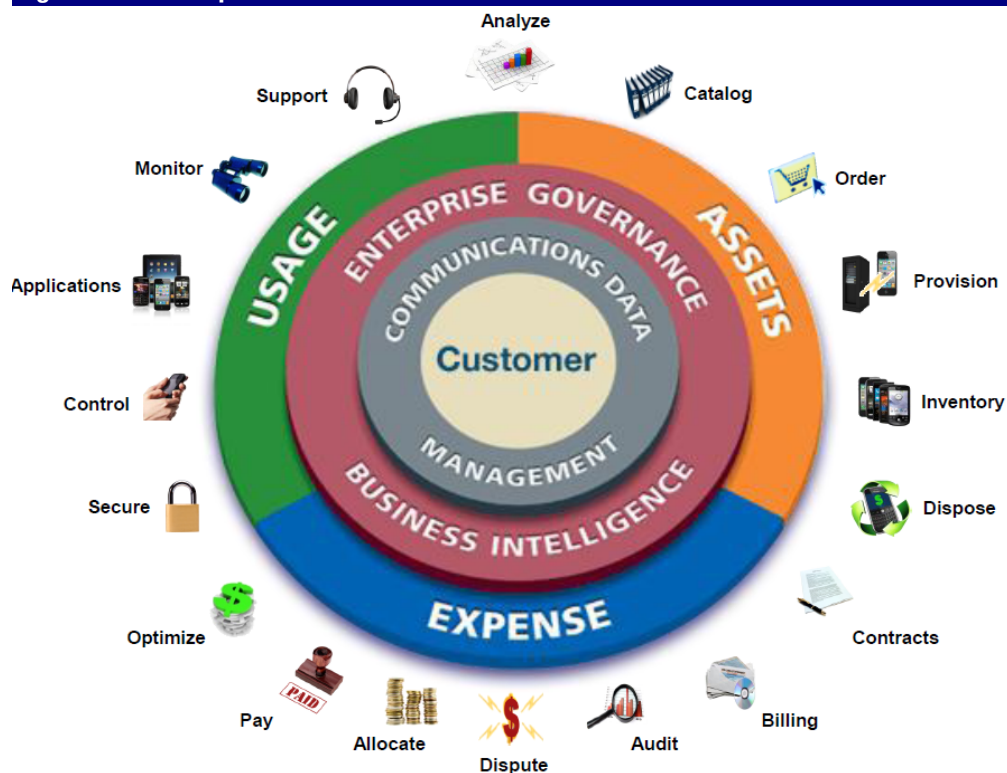 Analyze
Catalog
Support
Monitor
Order
Applications
Provision
Control
Inventory
Secure
Dispose
Optimize
Contracts
Pay
Billing
Allocate
Audit
Dispute
USAGE
ASSETS
EXPENSE
ENTERPRISE GOVERNANCE
BUSINESS INTELLIGENCE
COMMUNICATIONS DATA
MANAGEMENT
Customer
PAID